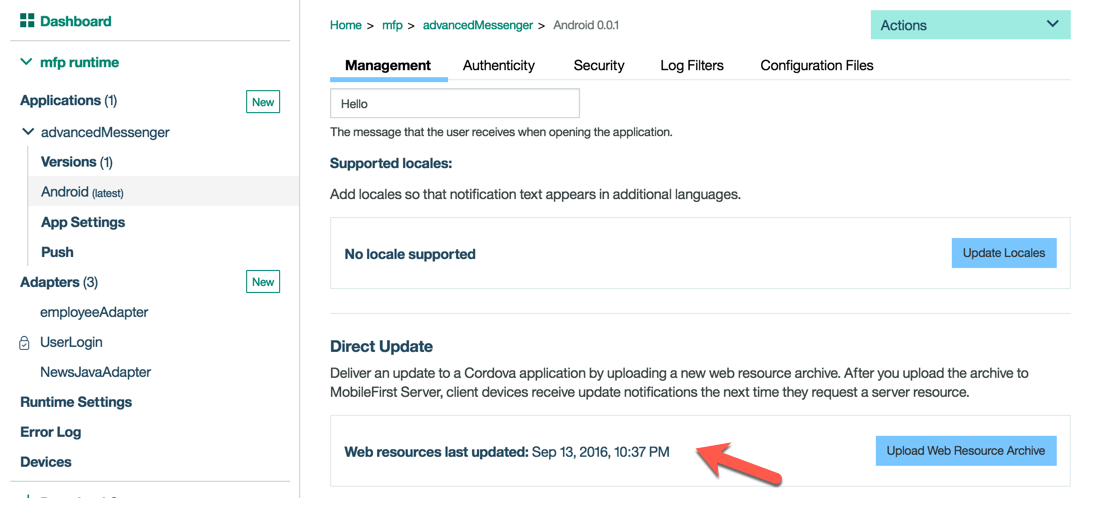 Dashboard
mfp runtime
Applications (1) New
advancedMessenger
Versions (1)
Android (latest)
App Settings
Push
Adapters (3) New
employeeAdapter
UserLogin
NewsJavaAdapter
Runtime Settings
Error Log
Devices
Home > mfp > advancedMessenger > Android 0.0.1
Actions
Management Authenticity Security Log Filters Configuration Files
Hello
The message that the user receives when opening the application.
Supported locales:
Add locales so that notification text appears in additional languages.
No locale supported Update Locales
Direct Update
Deliver an update to a Cordova application by uploading a new web resource archive. After you upload the archive to
MobileFirst Server, client devices receive update notifications the next time they request a server resource.
Web resources last updated: Sep 13, 2016, 10:37 PM Upload Web Resource Archive